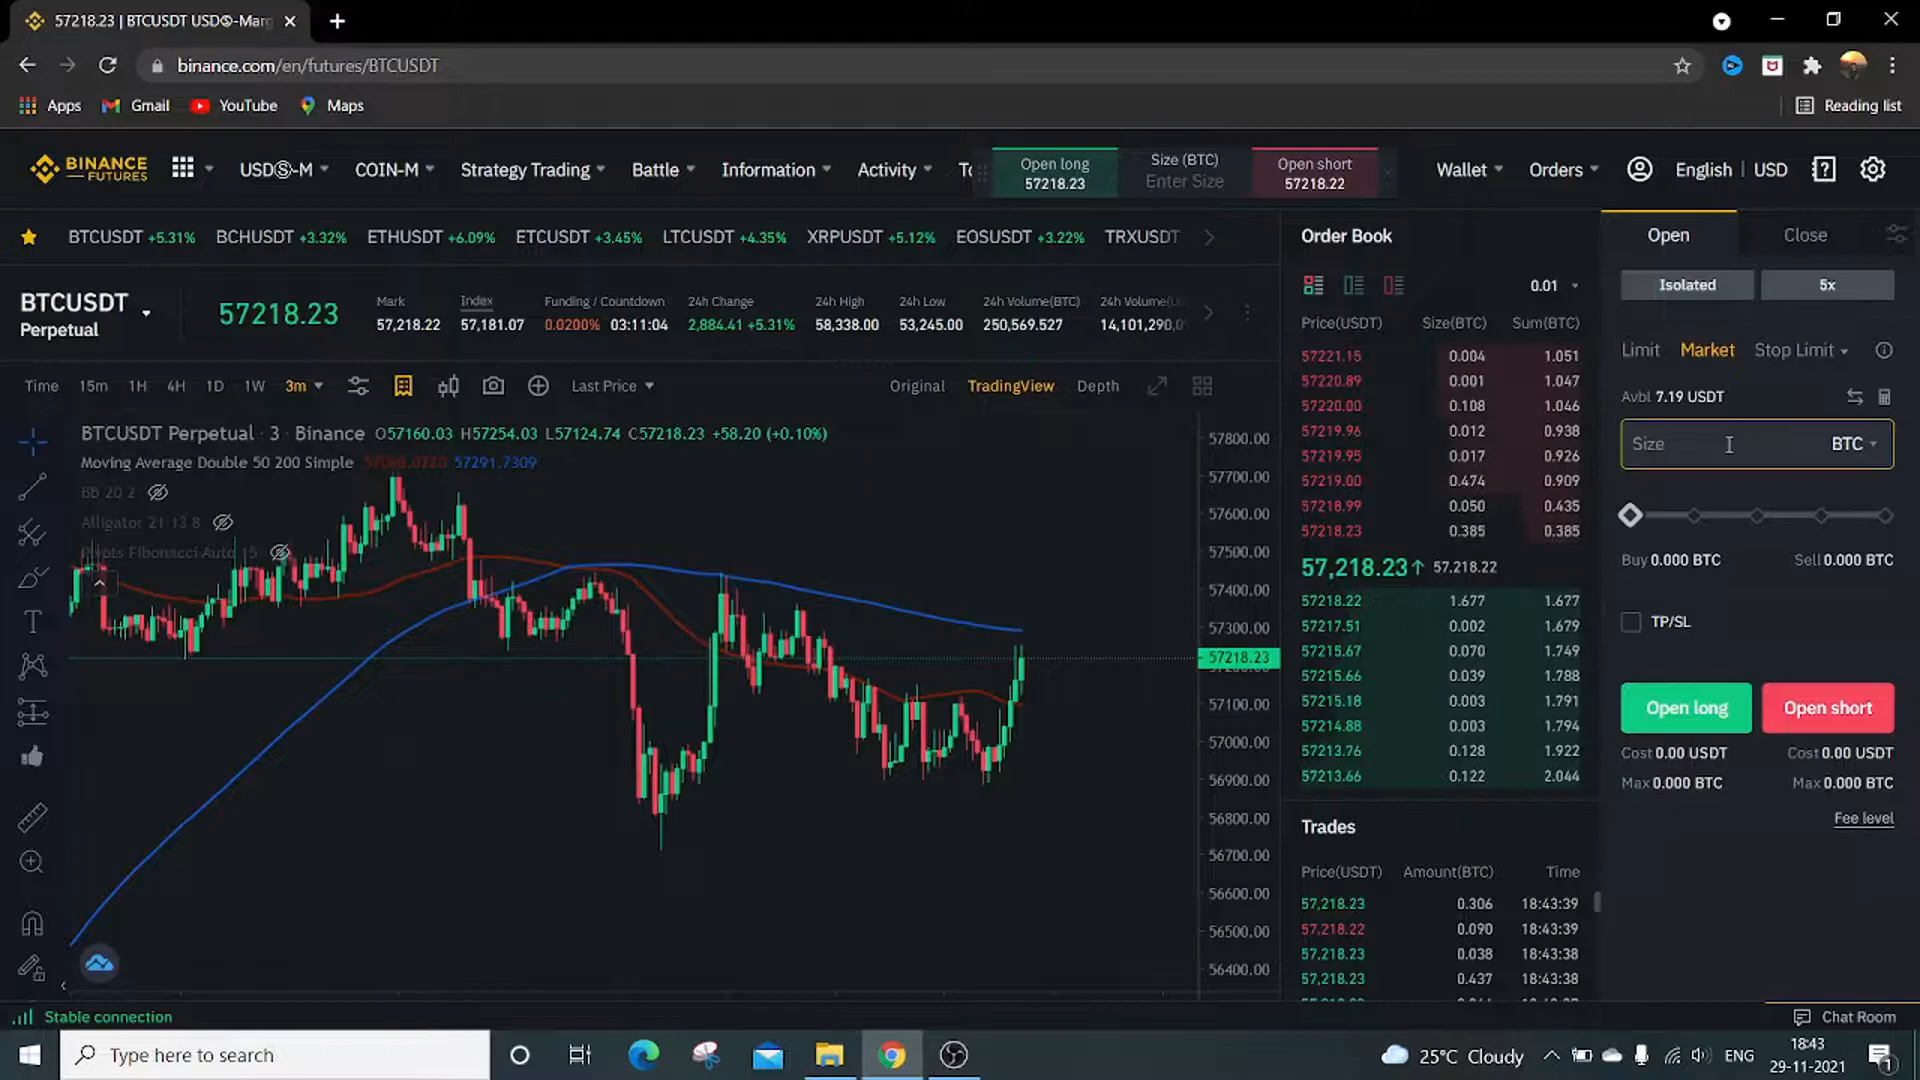 57218.23 | BTCUSDT USDⓈ-Marg
binance.com/en/futures/BTCUSDT
Apps Gmail YouTube Maps Reading list
BINANCE FUTURES
USDⓈ-M COIN-M Strategy Trading Battle Information Activity
Open long 57218.23
Size (BTC) Enter Size
Open short 57218.22
Wallet Orders English USD
BTCUSDT +5.31% BCHUSDT +3.32% ETHUSDT +6.09% ETCUSDT +3.45% LTCUSDT +4.35% XRPUSDT +5.12% EOSUSDT +3.22% TRXUSDT
BTCUSDT
Perpetual
57218.23
Mark Index Funding / Countdown 24h Change 24h High 24h Low 24h Volume(BTC) 24h Volume(U
57,218.22 57,181.07 0.0200% 03:11:04 2,884.41 +5.31% 58,338.00 53,245.00 250,569.527 14,101,290,0
Time 15m 1H 4H 1D 1W 3m Last Price Original TradingView Depth
BTCUSDT Perpetual · 3 · Binance O57160.03 H57254.03 L57124.74 C57218.23 +58.20 (+0.10%)
Moving Average Double 50 200 Simple 57291.7309
BB 20 2
Alligator 21 13 8
Pivots Fibonacci Auto 15
57800.00
57700.00
57600.00
57500.00
57400.00
57300.00
57218.23
57100.00
57000.00
56900.00
56800.00
56700.00
56600.00
56500.00
56400.00
Order Book
0.01
Price(USDT) Size(BTC) Sum(BTC)
57221.15 0.004 1.051
57220.89 0.001 1.047
57220.00 0.108 1.046
57219.96 0.012 0.938
57219.95 0.017 0.926
57219.00 0.474 0.909
57218.99 0.050 0.435
57218.23 0.385 0.385
57,218.23↑ 57,218.22
57218.22 1.677 1.677
57217.51 0.002 1.679
57215.67 0.070 1.749
57215.66 0.039 1.788
57215.18 0.003 1.791
57214.88 0.003 1.794
57213.76 0.128 1.922
57213.66 0.122 2.044
Trades
Price(USDT) Amount(BTC) Time
57,218.23 0.306 18:43:39
57,218.22 0.090 18:43:39
57,218.23 0.038 18:43:38
57,218.23 0.437 18:43:38
Open Close
Isolated 5x
Limit Market Stop Limit
Avbl 7.19 USDT
Size BTC
Buy 0.000 BTC Sell 0.000 BTC
TP/SL
Open long Open short
Cost 0.00 USDT Cost 0.00 USDT
Max 0.000 BTC Max 0.000 BTC
Fee level
Stable connection
Chat Room
Type here to search
25°C Cloudy
ENG
18:43
29-11-2021
1